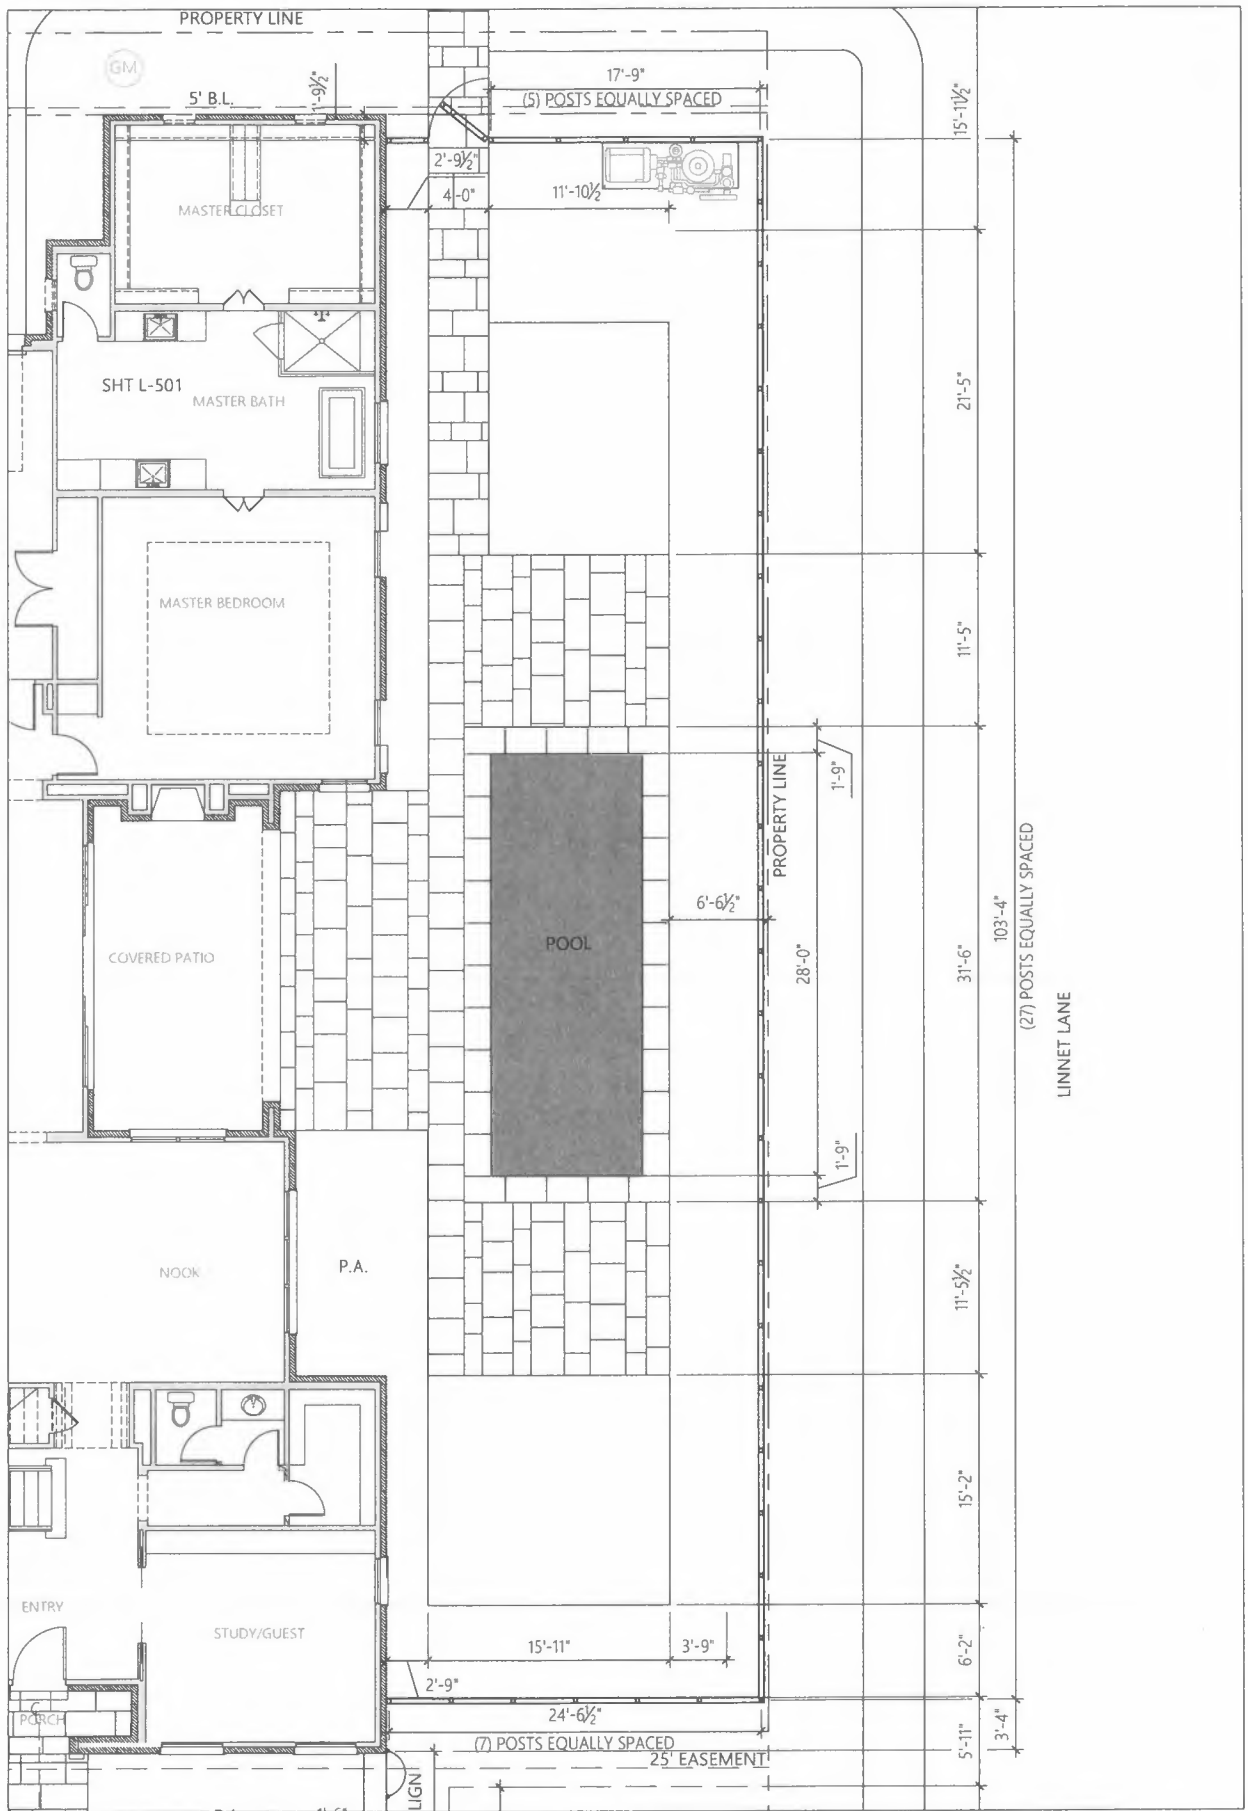 PROPERTY LINE
GM
5' B.L.
1'-9½"
17'-9"
(5) POSTS EQUALLY SPACED
15'-11½"
2'-9½"
4'-0"
11'-10½
MASTER CLOSET
SHT L-501
MASTER BATH
21'-5"
MASTER BEDROOM
11'-5"
1'-9"
PROPERTY LINE
6'-6½"
COVERED PATIO
POOL
28'-0"
31'-6"
103'-4"
(27) POSTS EQUALLY SPACED
LINNET LANE
1'-9"
NOOK
P.A.
11'-5½"
15'-2"
ENTRY
STUDY/GUEST
15'-11"
3'-9"
6'-2"
2'-9"
PORCH
24'-6½"
(7) POSTS EQUALLY SPACED
25' EASEMENT
5'-11"
3'-4"